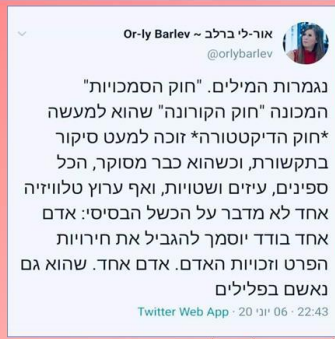 אור-לי ברלב ~ Or-ly Barlev
@orlybarlev
נגמרות המילים. "חוק הסמכויות"
המכונה "חוק הקורונה" שהוא למעשה
*חוק הדיקטטורה* זוכה למעט סיקור
בתקשורת, וכשהוא כבר מסוקר, הכל
ספינים, עיזים ושטויות, ואף ערוץ טלוויזיה
אחד לא מדבר על הכשל הבסיסי: אדם
אחד בודד יוסמך להגביל את חירויות
הפרט וזכויות האדם. אדם אחד. שהוא גם
נאשם בפלילים
22:43 · 06 יוני 20 · Twitter Web App